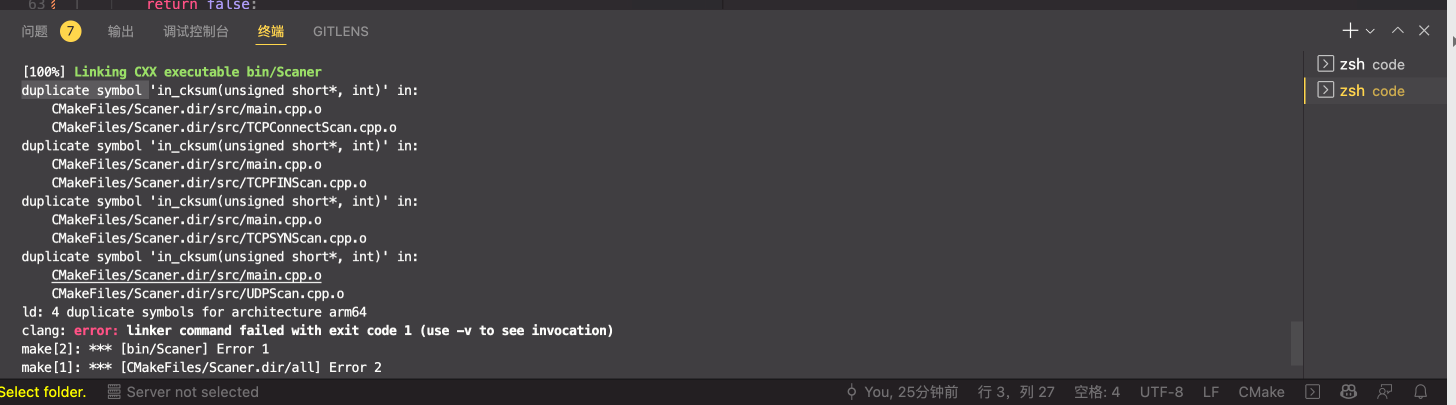 63
return false:
问题 7 输出 调试控制台 终端 GITLENS
[100%] Linking CXX executable bin/Scaner
duplicate symbol 'in_cksum(unsigned short*, int)' in:
CMakeFiles/Scaner.dir/src/main.cpp.o
CMakeFiles/Scaner.dir/src/TCPConnectScan.cpp.o
duplicate symbol 'in_cksum(unsigned short*, int)' in:
CMakeFiles/Scaner.dir/src/main.cpp.o
CMakeFiles/Scaner.dir/src/TCPFINScan.cpp.o
duplicate symbol 'in_cksum(unsigned short*, int)' in:
CMakeFiles/Scaner.dir/src/main.cpp.o
CMakeFiles/Scaner.dir/src/TCPSYNScan.cpp.o
duplicate symbol 'in_cksum(unsigned short*, int)' in:
CMakeFiles/Scaner.dir/src/main.cpp.o
CMakeFiles/Scaner.dir/src/UDPScan.cpp.o
ld: 4 duplicate symbols for architecture arm64
clang: error: linker command failed with exit code 1 (use -v to see invocation)
make[2]: *** [bin/Scaner] Error 1
make[1]: *** [CMakeFiles/Scaner.dir/all] Error 2
zsh code
zsh code
Select folder. Server not selected You, 25分钟前 行 3，列 27 空格: 4 UTF-8 LF CMake